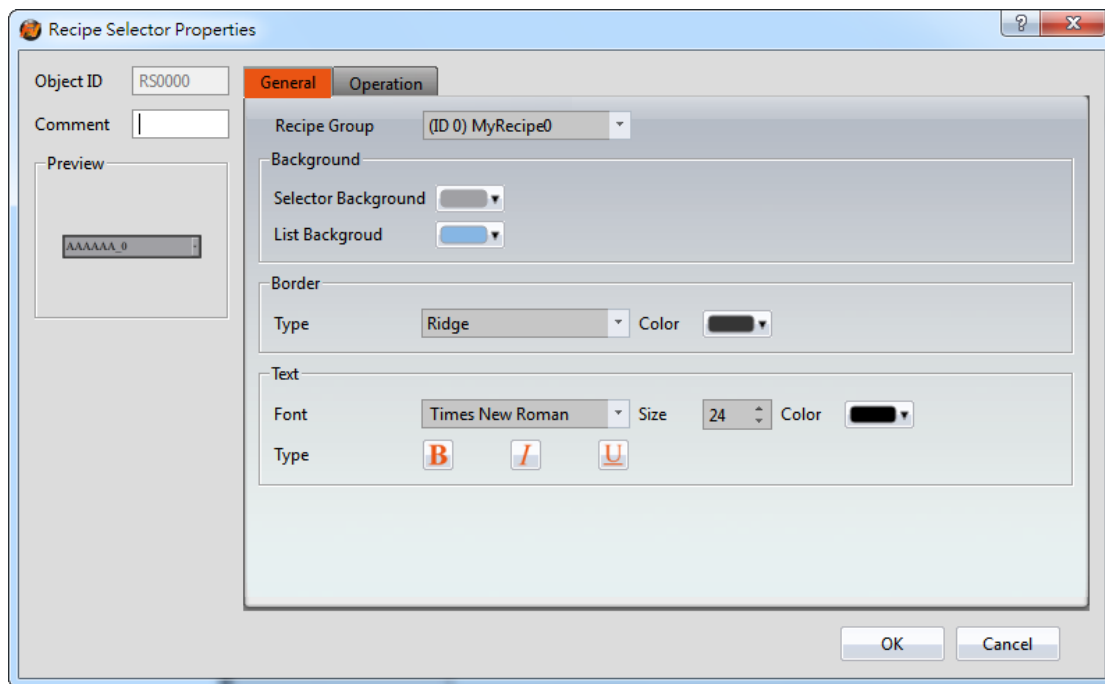 Recipe Selector Properties
Object ID RS0000
Comment
Preview
AAAAAA_0
General Operation
Recipe Group (ID 0) MyRecipe0
Background
Selector Background
List Backgroud
Border
Type Ridge Color
Text
Font Times New Roman Size 24 Color
Type B I U
OK Cancel